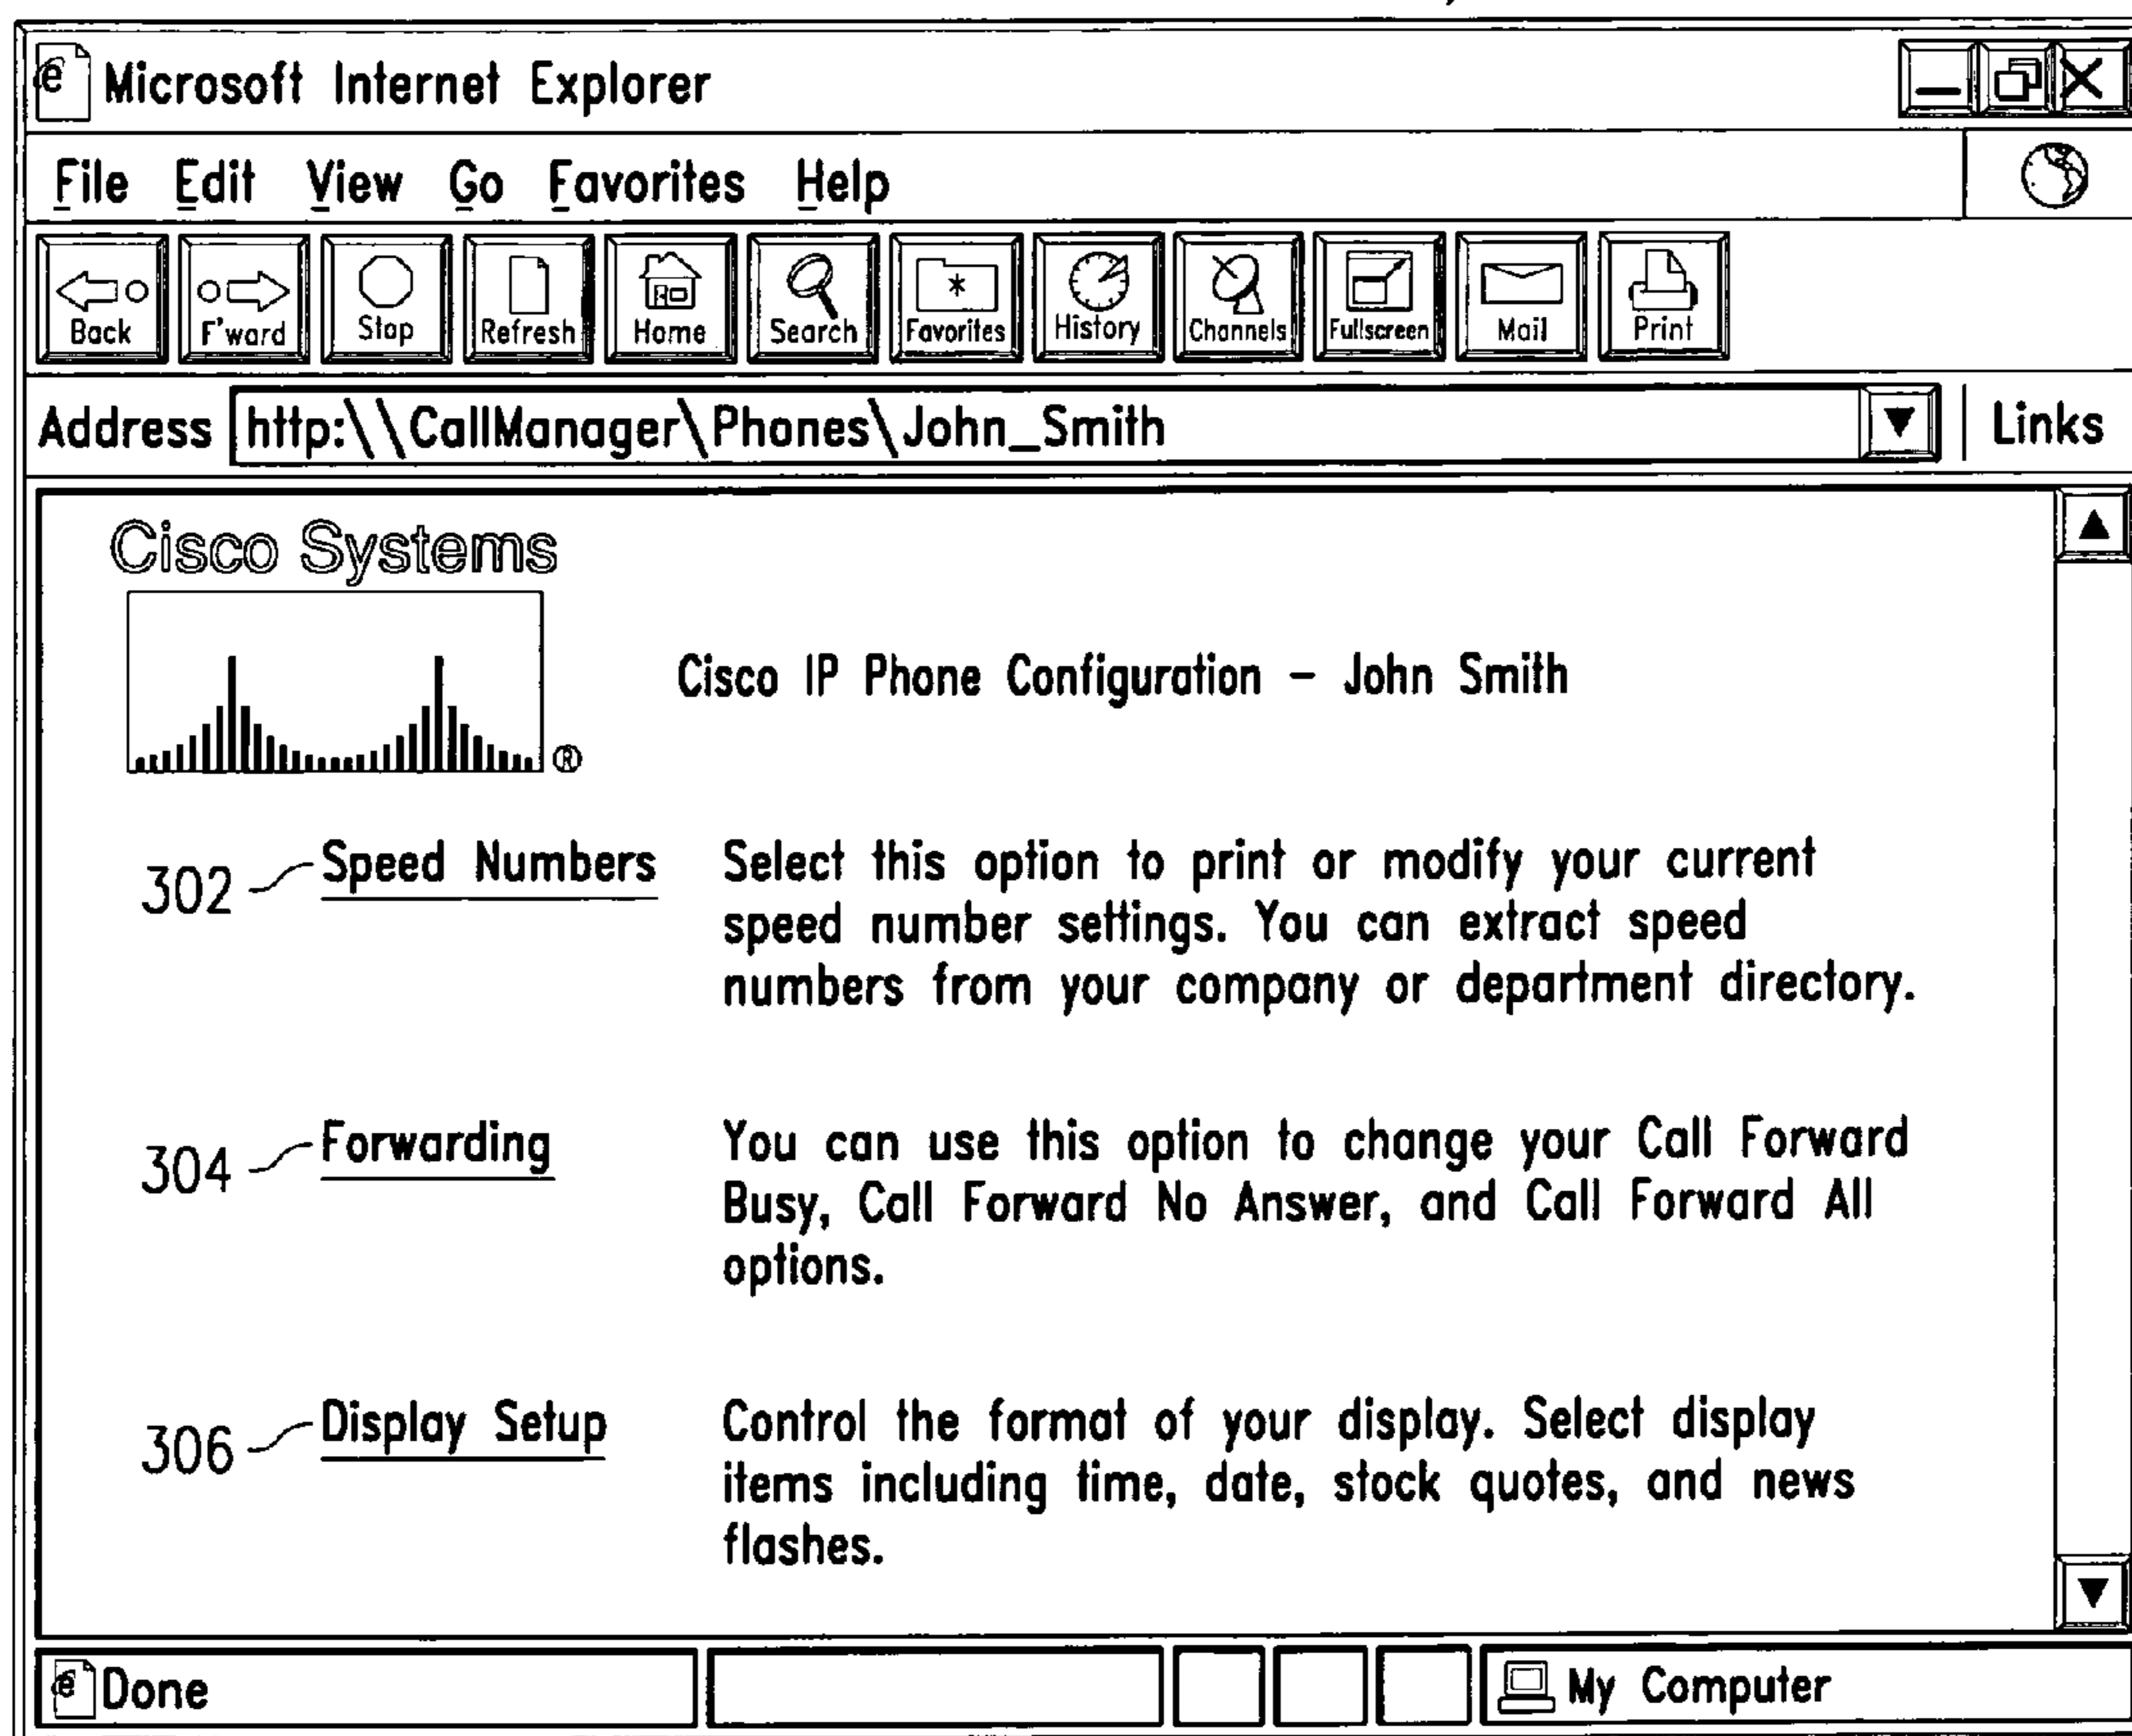 Microsoft Internet Explorer
File Edit View Go Favorites Help
Back F'ward Stop Refresh Home Search Favorites History Channels Fullscreen Mail Print
Address http:\\CallManager\Phones\John_Smith Links
Cisco Systems
®
Cisco IP Phone Configuration – John Smith
302 Speed Numbers Select this option to print or modify your current
speed number settings. You can extract speed
numbers from your company or department directory.
304 Forwarding You can use this option to change your Call Forward
Busy, Call Forward No Answer, and Call Forward All
options.
306 Display Setup Control the format of your display. Select display
items including time, date, stock quotes, and news
flashes.
Done My Computer